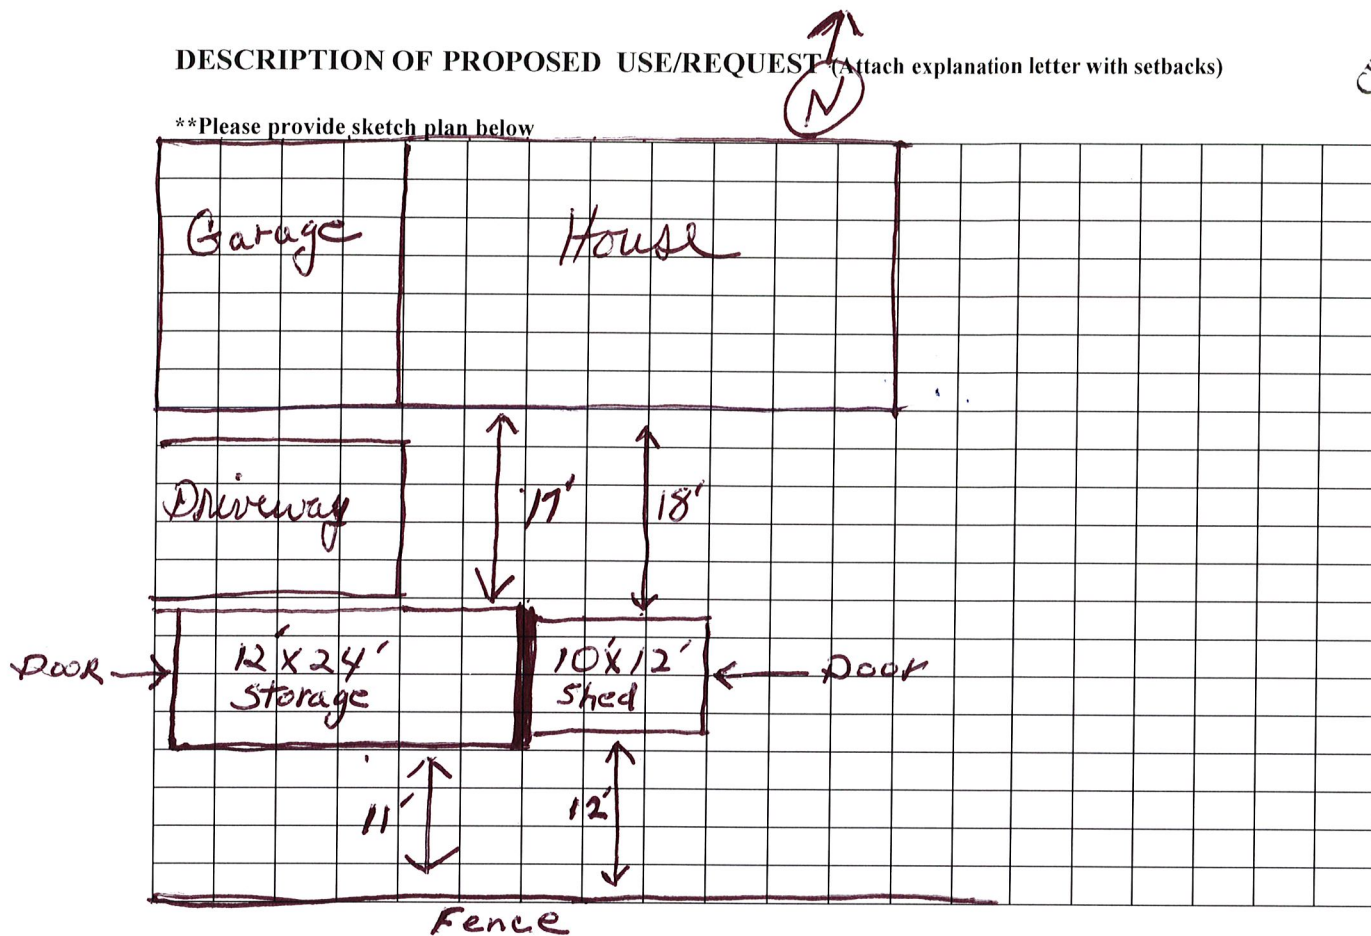 DESCRIPTION OF PROPOSED USE/REQUEST (Attach explanation letter with setbacks)
N
**Please provide sketch plan below
Garage
House
Driveway
17'
18'
DOOR
12'X24'
Storage
10'X12'
Shed
DOOr
11'
12'
Fence